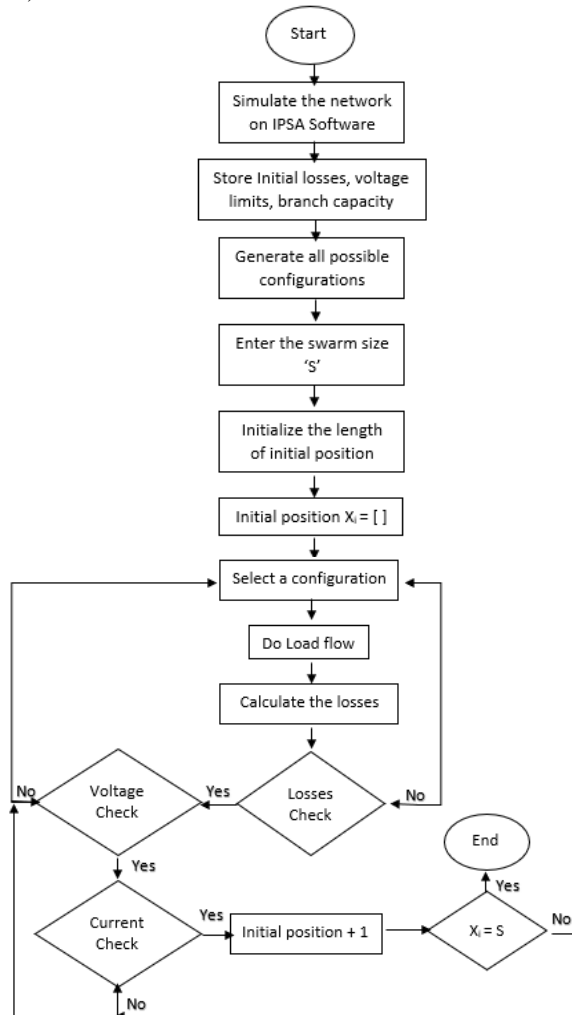 Start
Simulate the network
on IPSA Software
Store Initial losses, voltage
limits, branch capacity
Generate all possible
configurations
Enter the swarm size
‘S’
Initialize the length
of initial position
Initial position Xᵢ = [ ]
Select a configuration
Do Load flow
Calculate the losses
No
Voltage
Check
Yes
Losses
Check
No
Yes
End
Yes
Current
Check
Yes
Initial position + 1
Xᵢ = S
No
No